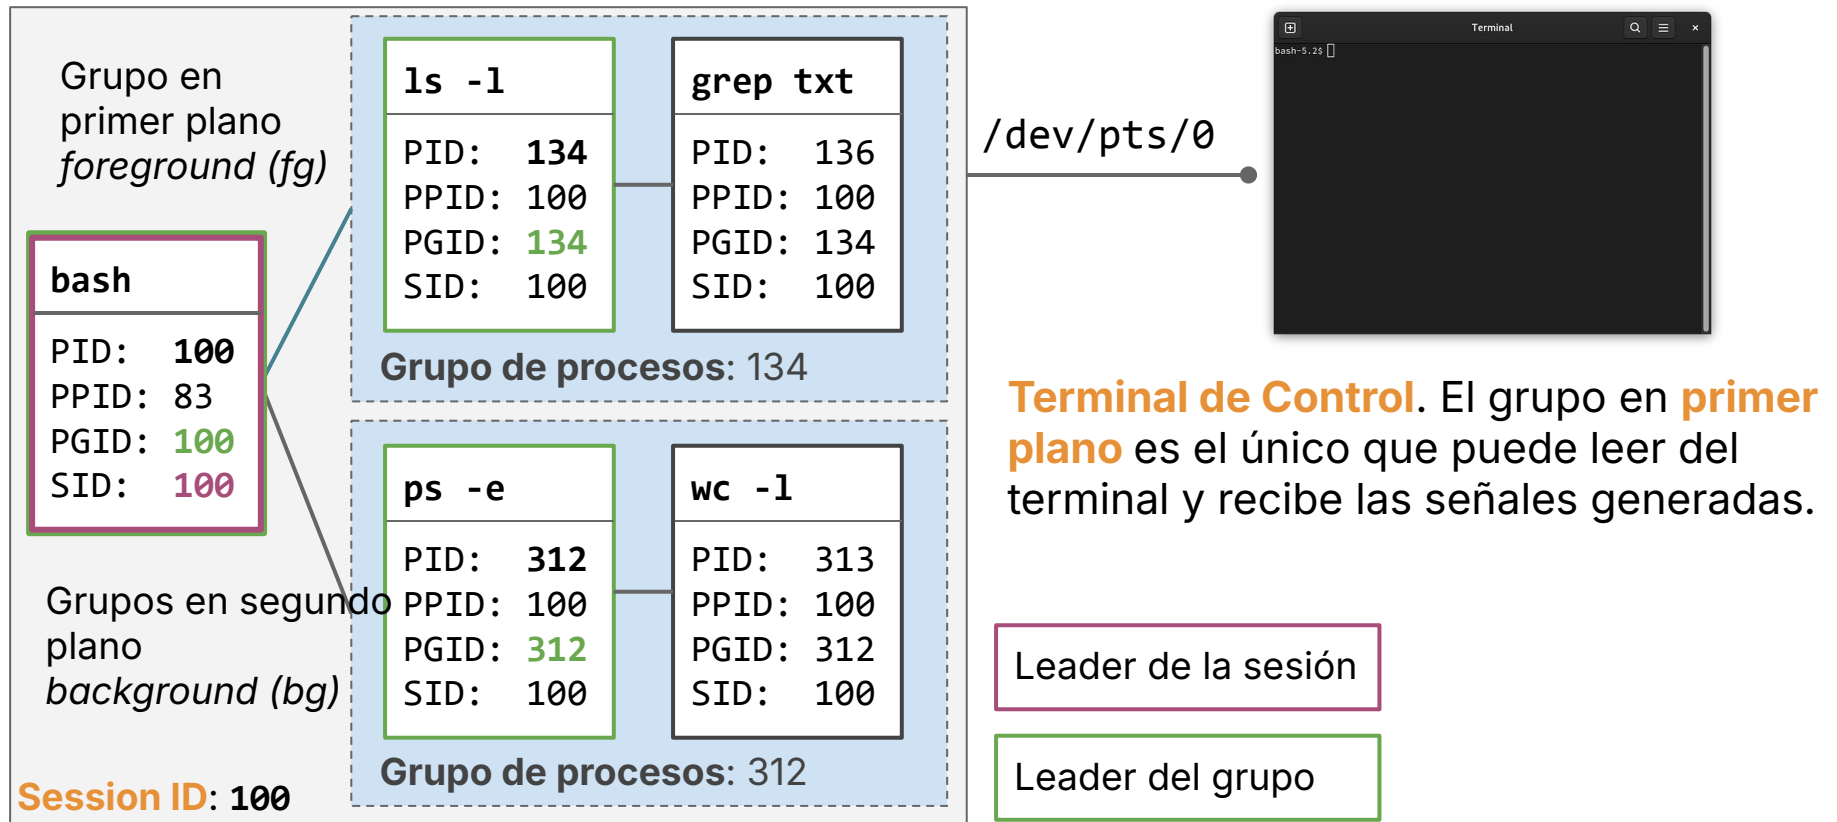 Grupo en
primer plano
foreground (fg)
bash
PID: 100
PPID: 83
PGID: 100
SID: 100
Grupos en segundo
plano
background (bg)
Session ID: 100
ls -l
PID: 134
PPID: 100
PGID: 134
SID: 100
grep txt
PID: 136
PPID: 100
PGID: 134
SID: 100
Grupo de procesos: 134
ps -e
PID: 312
PPID: 100
PGID: 312
SID: 100
wc -l
PID: 313
PPID: 100
PGID: 312
SID: 100
Grupo de procesos: 312
/dev/pts/0
Terminal
bash-5.2$
Terminal de Control. El grupo en primer
plano es el único que puede leer del
terminal y recibe las señales generadas.
Leader de la sesión
Leader del grupo